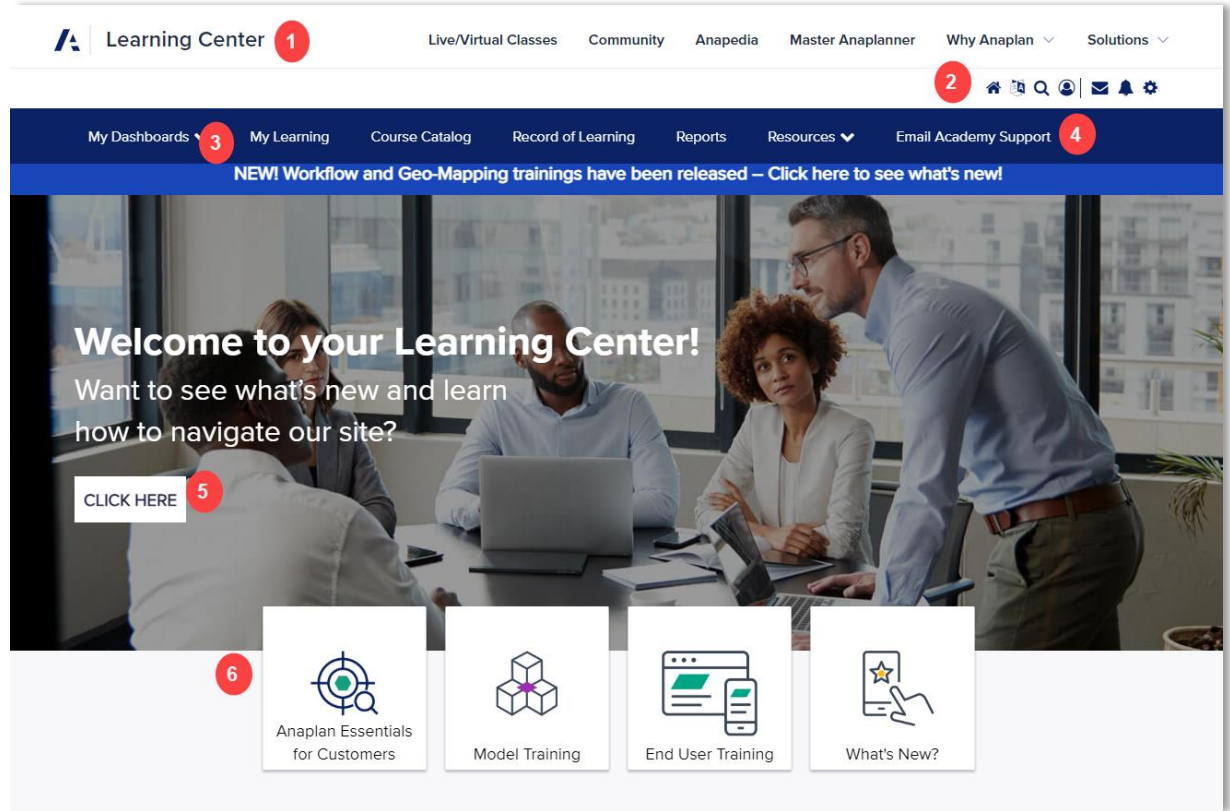 Learning Center 1
Live/Virtual Classes Community Anapedia Master Anaplanner Why Anaplan Solutions
2
My Dashboards 3 My Learning Course Catalog Record of Learning Reports Resources Email Academy Support 4
NEW! Workflow and Geo-Mapping trainings have been released – Click here to see what's new!
Welcome to your Learning Center!
Want to see what's new and learn
how to navigate our site?
CLICK HERE 5
6
Anaplan Essentials
for Customers
Model Training
End User Training
What's New?